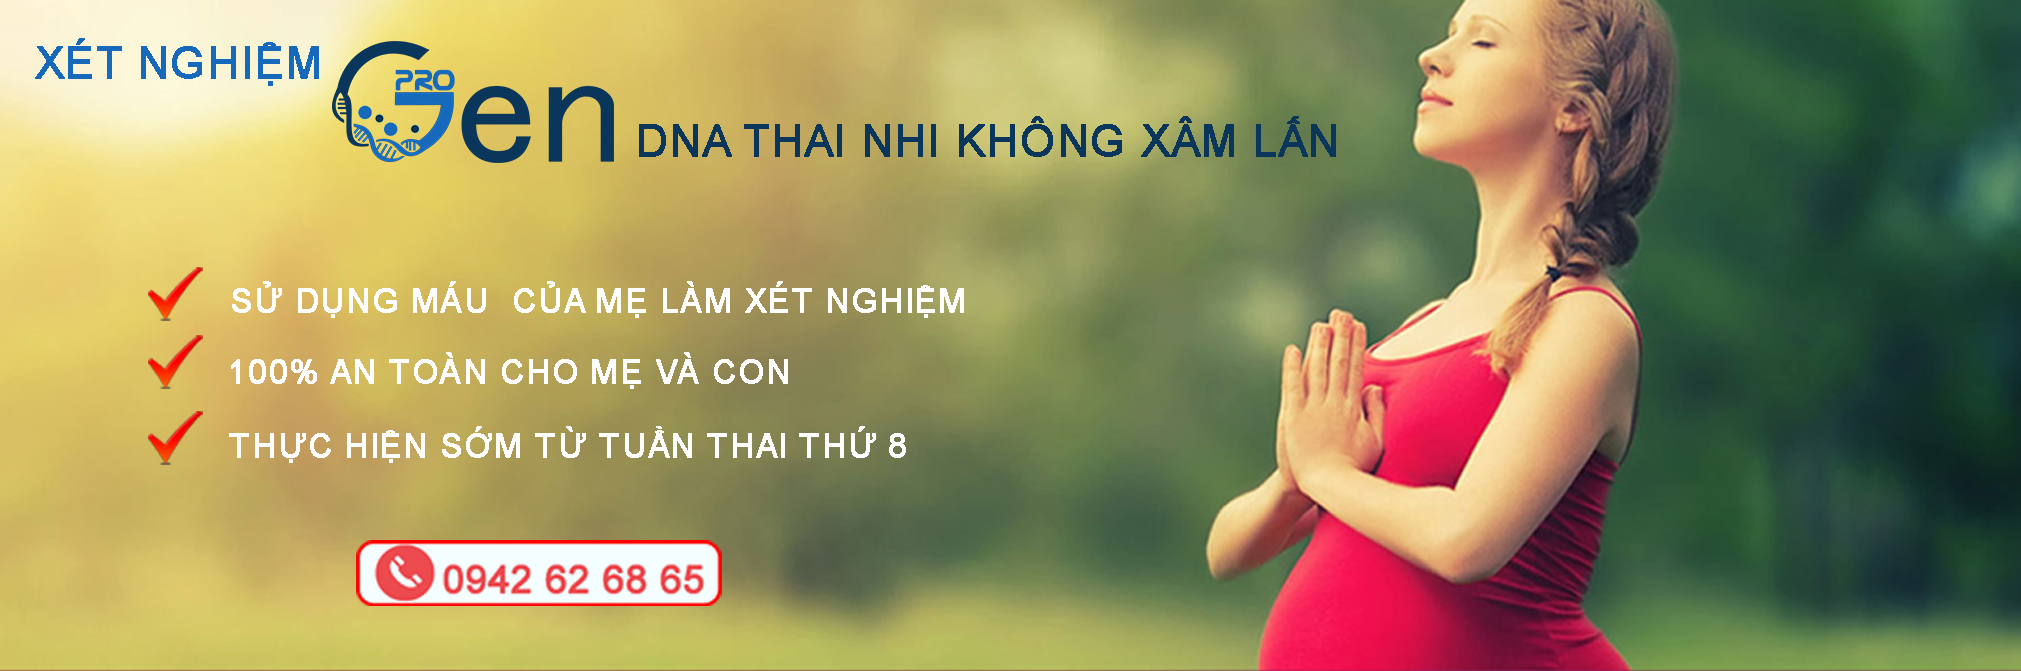 XÉT NGHIỆM
PRO
Gen DNA THAI NHI KHÔNG XÂM LẤN
SỬ DỤNG MÁU CỦA MẸ LÀM XÉT NGHIỆM
100% AN TOÀN CHO MẸ VÀ CON
THỰC HIỆN SỚM TỪ TUẦN THAI THỨ 8
0942 62 68 65